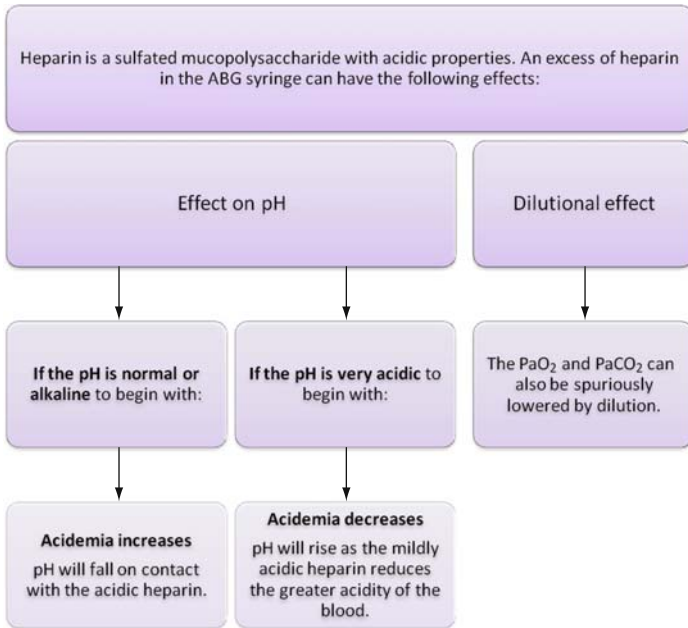 Heparin is a sulfated mucopolysaccharide with acidic properties. An excess of heparin
in the ABG syringe can have the following effects:
Effect on pH
Dilutional effect
If the pH is normal or
alkaline to begin with:
If the pH is very acidic to
begin with:
The PaO₂ and PaCO₂ can
also be spuriously
lowered by dilution.
Acidemia increases
pH will fall on contact
with the acidic heparin.
Acidemia decreases
pH will rise as the mildly
acidic heparin reduces
the greater acidity of the
blood.